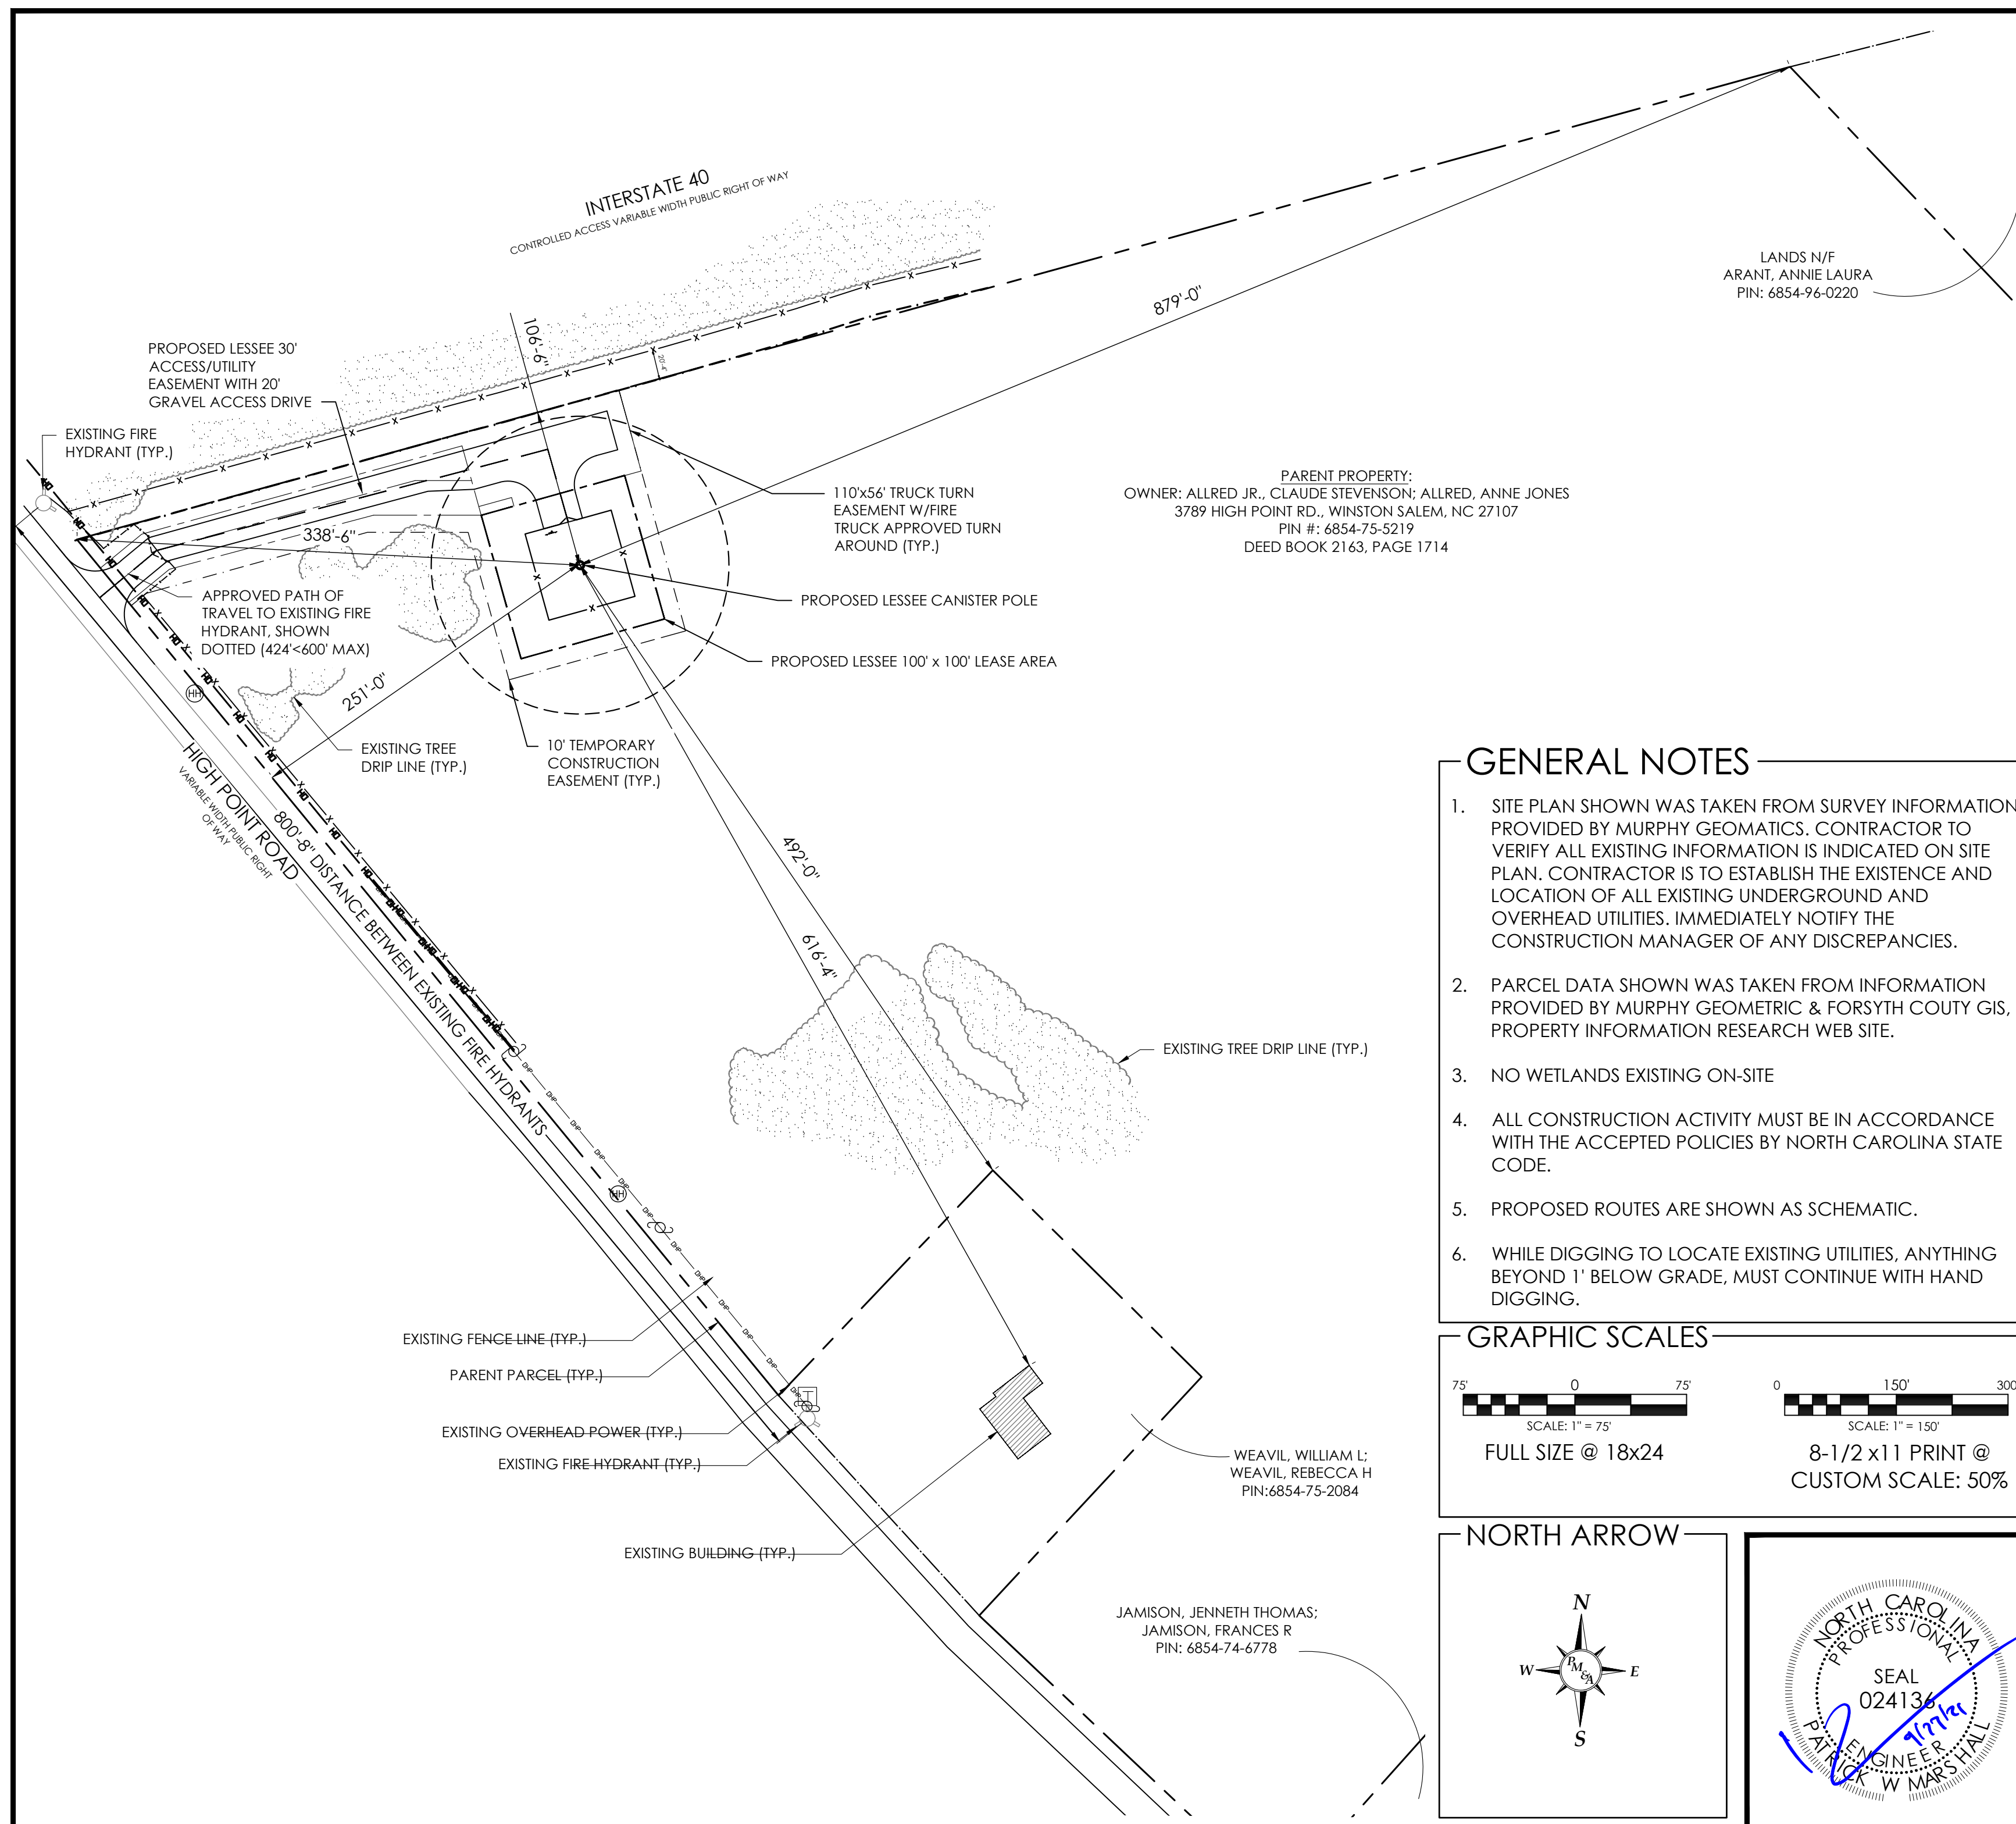 INTERSTATE 40
CONTROLLED ACCESS VARIABLE WIDTH PUBLIC RIGHT OF WAY
879'-0"
LANDS N/F
ARANT, ANNIE LAURA
PIN: 6854-96-0220
106'-6"
20'-4"
PROPOSED LESSEE 30'
ACCESS/UTILITY
EASEMENT WITH 20'
GRAVEL ACCESS DRIVE
EXISTING FIRE
HYDRANT (TYP.)
338'-6"
110'x56' TRUCK TURN
EASEMENT W/FIRE
TRUCK APPROVED TURN
AROUND (TYP.)
PARENT PROPERTY:
OWNER: ALLRED JR., CLAUDE STEVENSON; ALLRED, ANNE JONES
3789 HIGH POINT RD., WINSTON SALEM, NC 27107
PIN #: 6854-75-5219
DEED BOOK 2163, PAGE 1714
APPROVED PATH OF
TRAVEL TO EXISTING FIRE
HYDRANT, SHOWN
DOTTED (424'<600' MAX)
PROPOSED LESSEE CANISTER POLE
PROPOSED LESSEE 100' x 100' LEASE AREA
HH
251'-0"
EXISTING TREE
DRIP LINE (TYP.)
10' TEMPORARY
CONSTRUCTION
EASEMENT (TYP.)
HIGH POINT ROAD
VARIABLE WIDTH PUBLIC RIGHT
OF WAY
800'-8" DISTANCE BETWEEN EXISTING FIRE HYDRANTS
492'-0"
616'-4"
EXISTING TREE DRIP LINE (TYP.)
HH
EXISTING FENCE LINE (TYP.)
PARENT PARCEL (TYP.)
EXISTING OVERHEAD POWER (TYP.)
EXISTING FIRE HYDRANT (TYP.)
T
EXISTING BUILDING (TYP.)
WEAVIL, WILLIAM L;
WEAVIL, REBECCA H
PIN:6854-75-2084
JAMISON, JENNETH THOMAS;
JAMISON, FRANCES R
PIN: 6854-74-6778
GENERAL NOTES
1. SITE PLAN SHOWN WAS TAKEN FROM SURVEY INFORMATION
PROVIDED BY MURPHY GEOMATICS. CONTRACTOR TO
VERIFY ALL EXISTING INFORMATION IS INDICATED ON SITE
PLAN. CONTRACTOR IS TO ESTABLISH THE EXISTENCE AND
LOCATION OF ALL EXISTING UNDERGROUND AND
OVERHEAD UTILITIES. IMMEDIATELY NOTIFY THE
CONSTRUCTION MANAGER OF ANY DISCREPANCIES.
2. PARCEL DATA SHOWN WAS TAKEN FROM INFORMATION
PROVIDED BY MURPHY GEOMETRIC & FORSYTH COUTY GIS,
PROPERTY INFORMATION RESEARCH WEB SITE.
3. NO WETLANDS EXISTING ON-SITE
4. ALL CONSTRUCTION ACTIVITY MUST BE IN ACCORDANCE
WITH THE ACCEPTED POLICIES BY NORTH CAROLINA STATE
CODE.
5. PROPOSED ROUTES ARE SHOWN AS SCHEMATIC.
6. WHILE DIGGING TO LOCATE EXISTING UTILITIES, ANYTHING
BEYOND 1' BELOW GRADE, MUST CONTINUE WITH HAND
DIGGING.
GRAPHIC SCALES
75' 0 75'
SCALE: 1" = 75'
FULL SIZE @ 18x24
0 150' 300
SCALE: 1" = 150'
8-1/2 x11 PRINT @
CUSTOM SCALE: 50%
NORTH ARROW
N
W PM&A E
S
NORTH CAROLINA
PROFESSIONAL
SEAL
024136
9/27/21
ENGINEER
PATRICK W MARSHALL